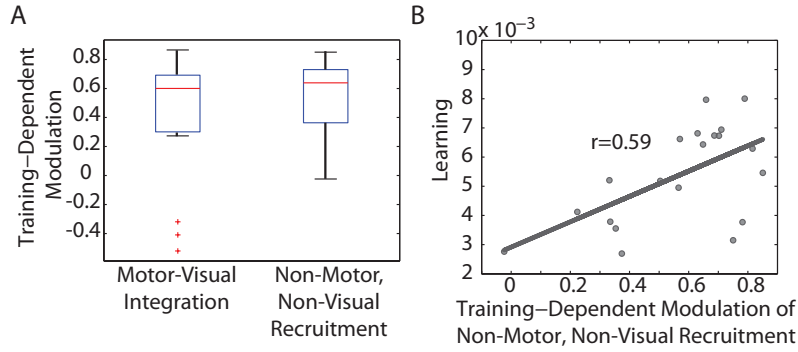 A
Training−Dependent
Modulation
0.8
0.6
0.4
0.2
0
-0.2
-0.4
Motor-Visual
Integration
Non-Motor,
Non-Visual
Recruitment
B
10 x 10⁻³
9
8
7
6
5
4
3
2
Learning
r=0.59
0 0.2 0.4 0.6 0.8
Training−Dependent Modulation of
Non-Motor, Non-Visual Recruitment